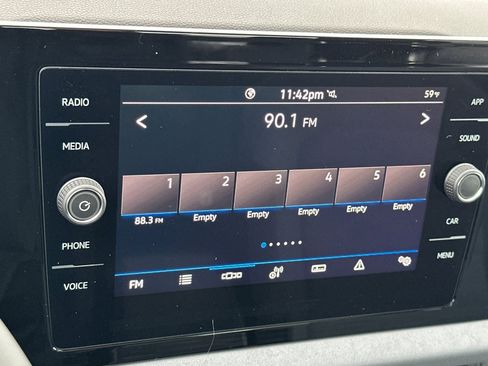 RADIO
MEDIA
PHONE
VOICE
11:42pm
59°F
90.1 FM
1 2 3 4 5 6
88.3 FM Empty Empty Empty Empty Empty
FM
APP
SOUND
CAR
MENU